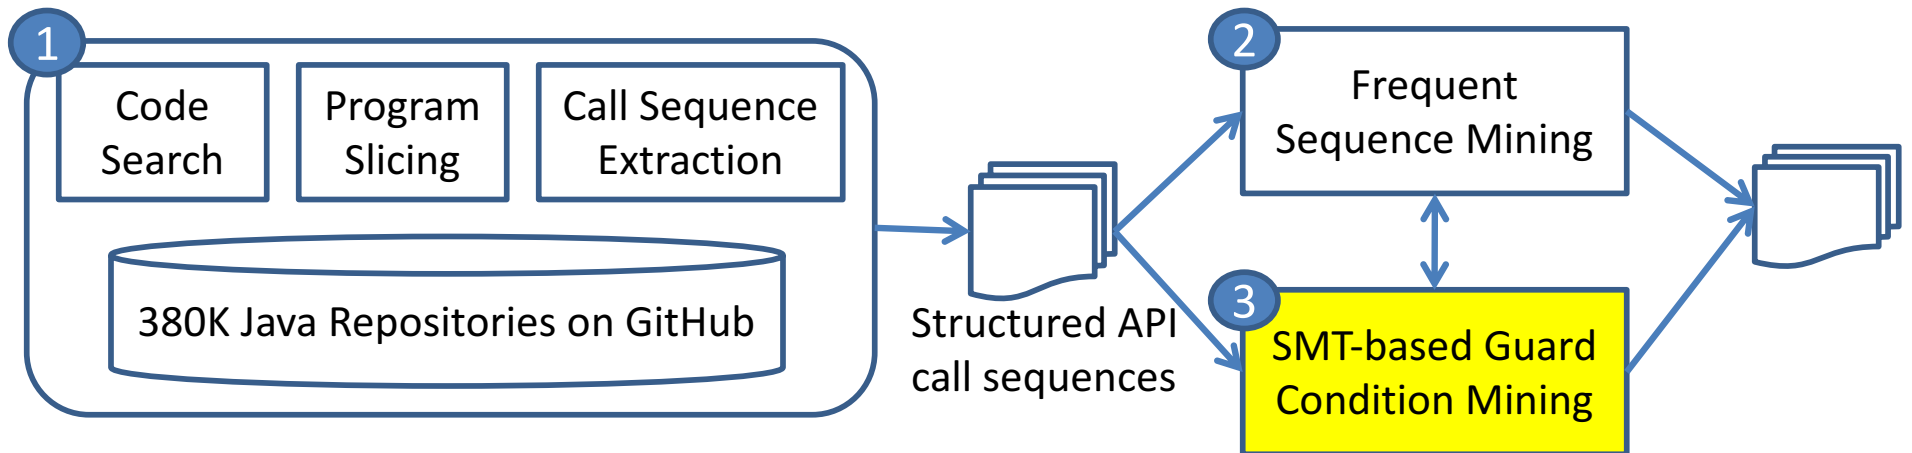 1
Code
Search
Program
Slicing
Call Sequence
Extraction
380K Java Repositories on GitHub
Structured API
call sequences
2
Frequent
Sequence Mining
3
SMT-based Guard
Condition Mining